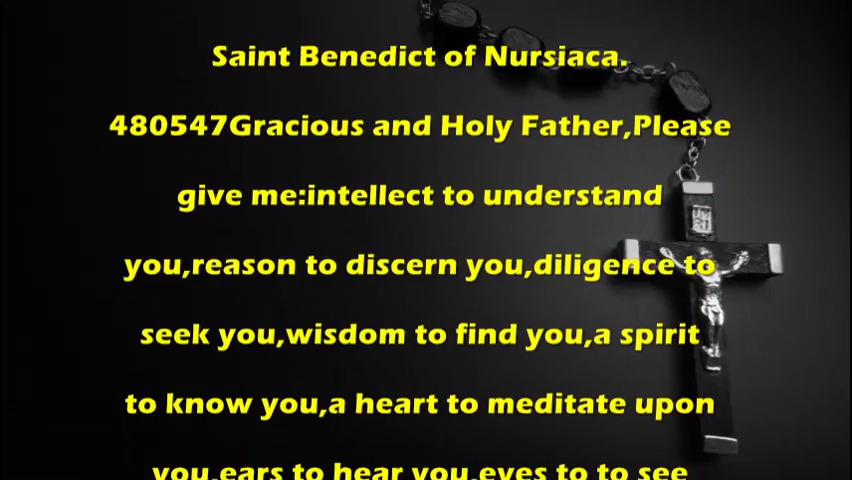 Saint Benedict of Nursiaca.
480547Gracious and Holy Father,Please
give me:intellect to understand
you,reason to discern you,diligence to
seek you,wisdom to find you,a spirit
to know you,a heart to meditate upon
you,ears to hear you,eyes to to see